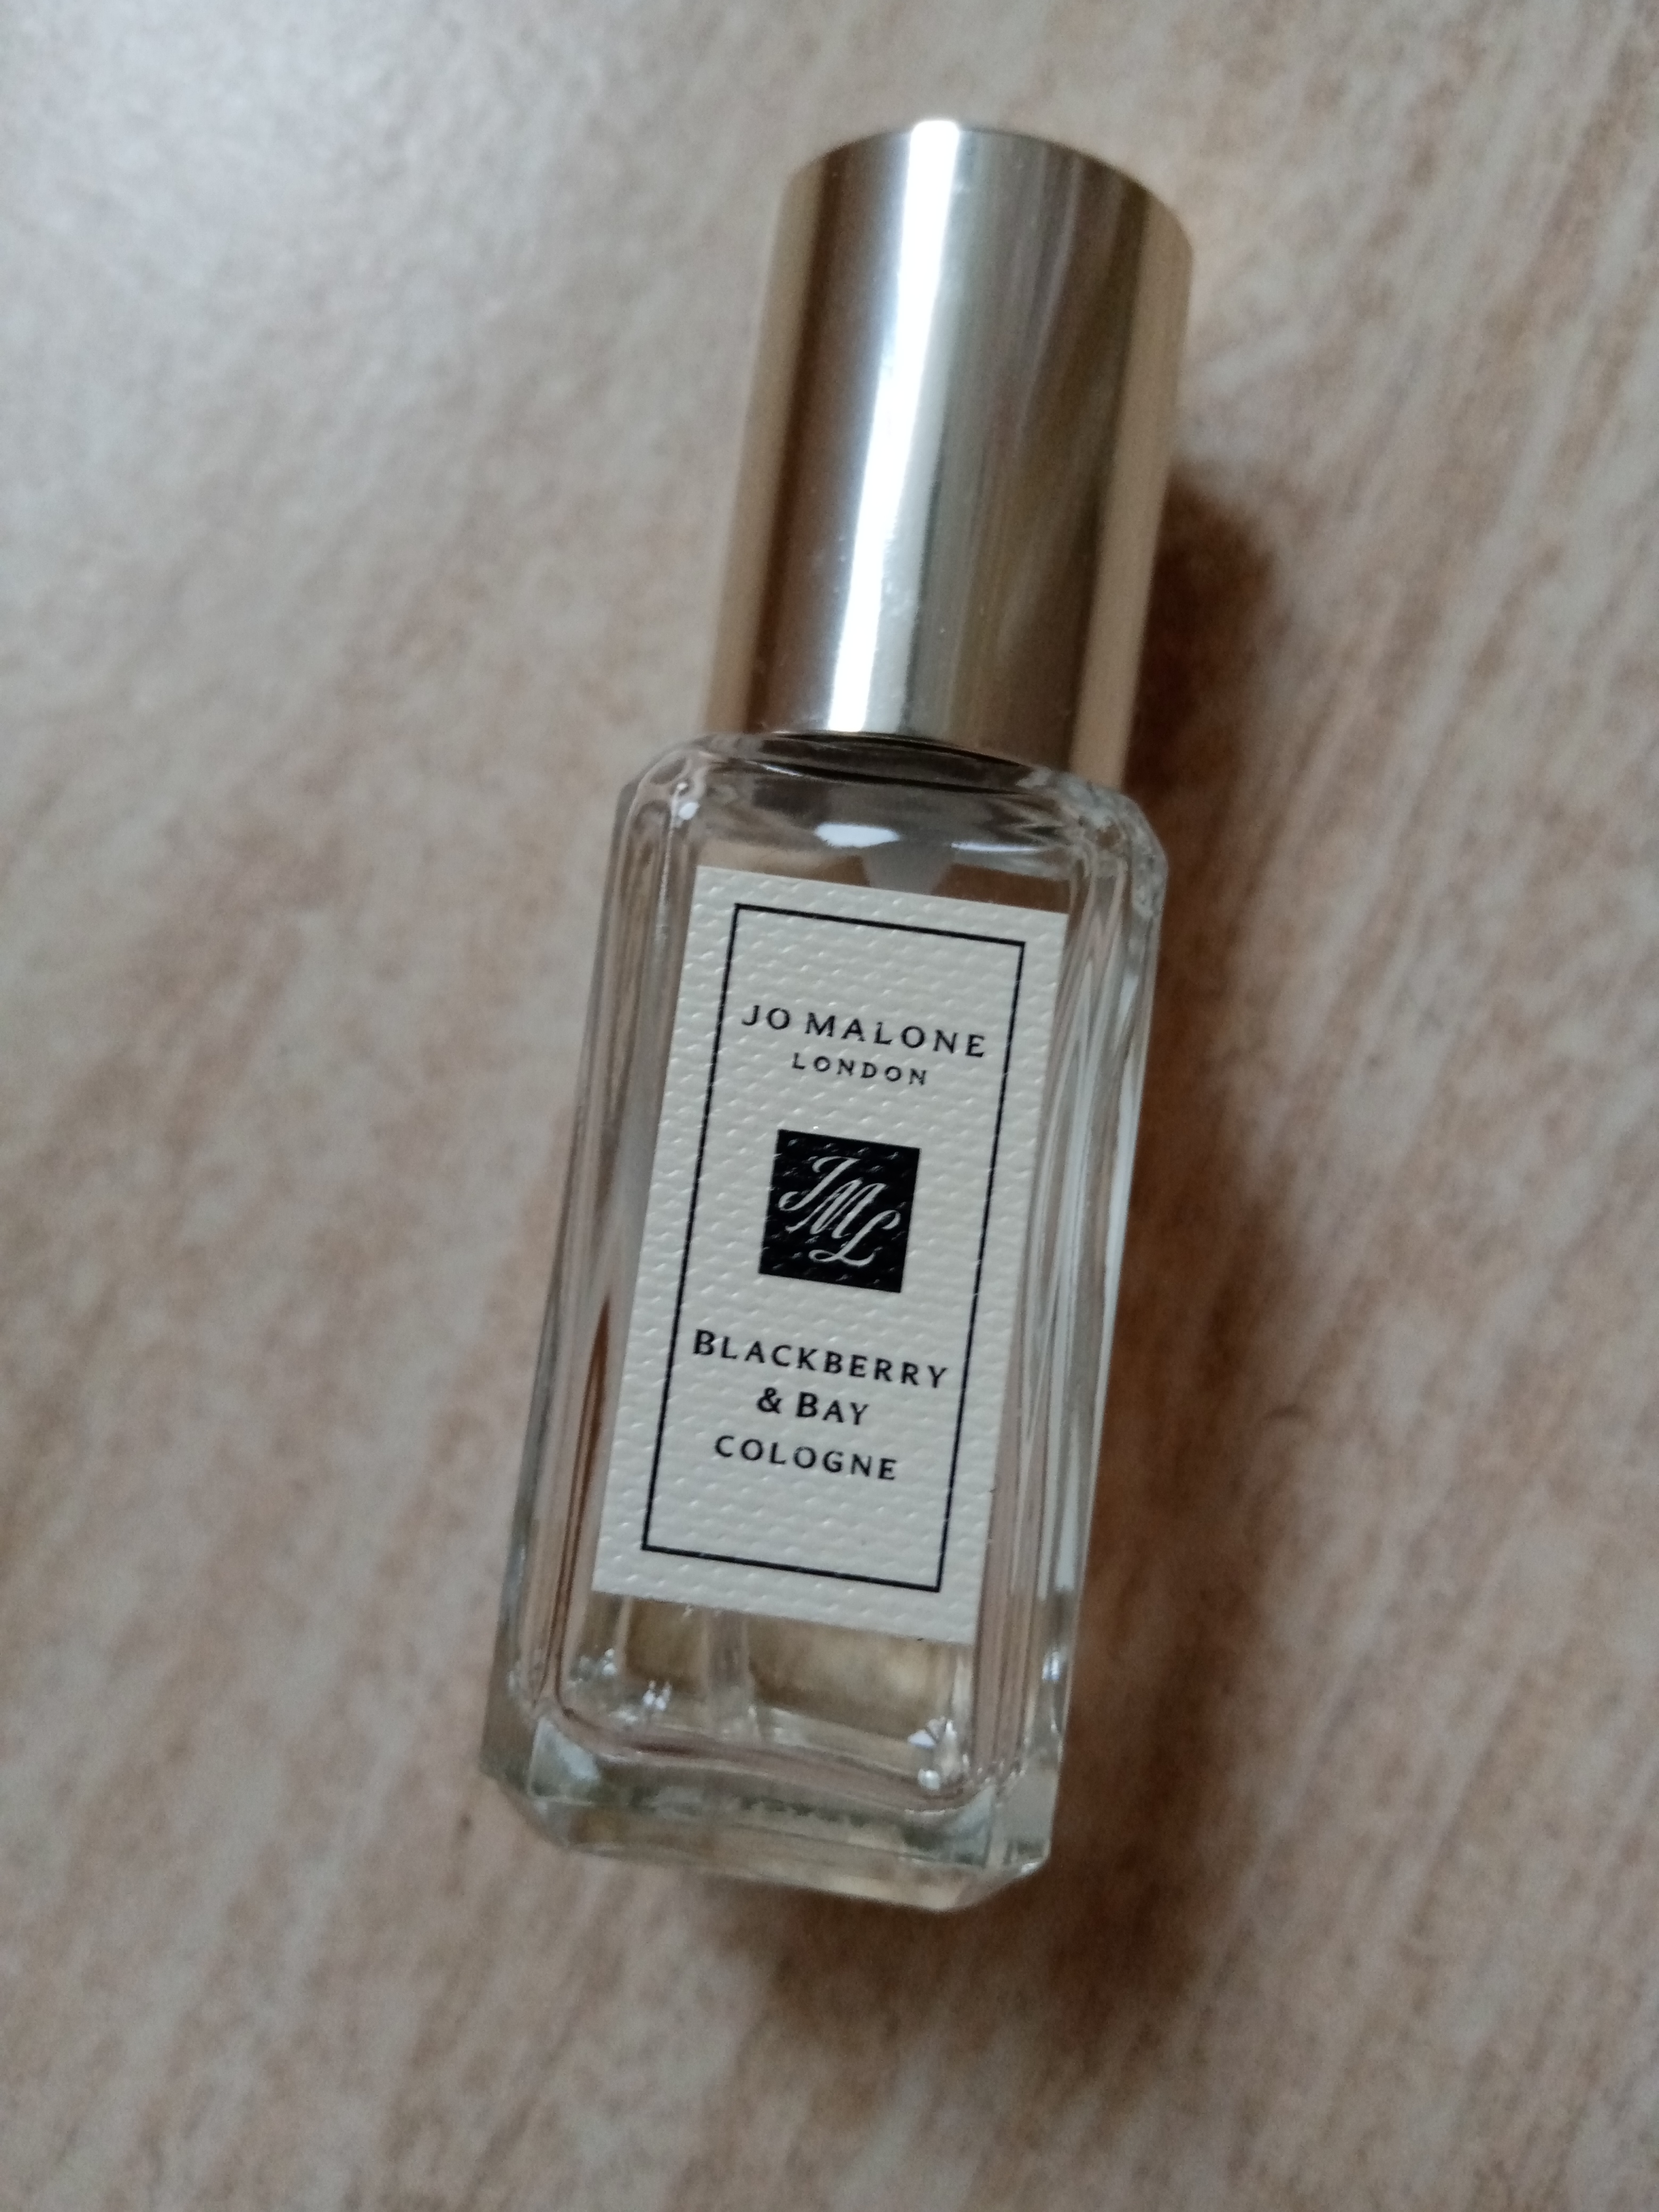 JO MALONE
LONDON
JML
BLACKBERRY
& BAY
COLOGNE